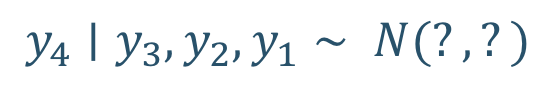 y₄ | y₃, y₂, y₁ ~ N(?, ?)